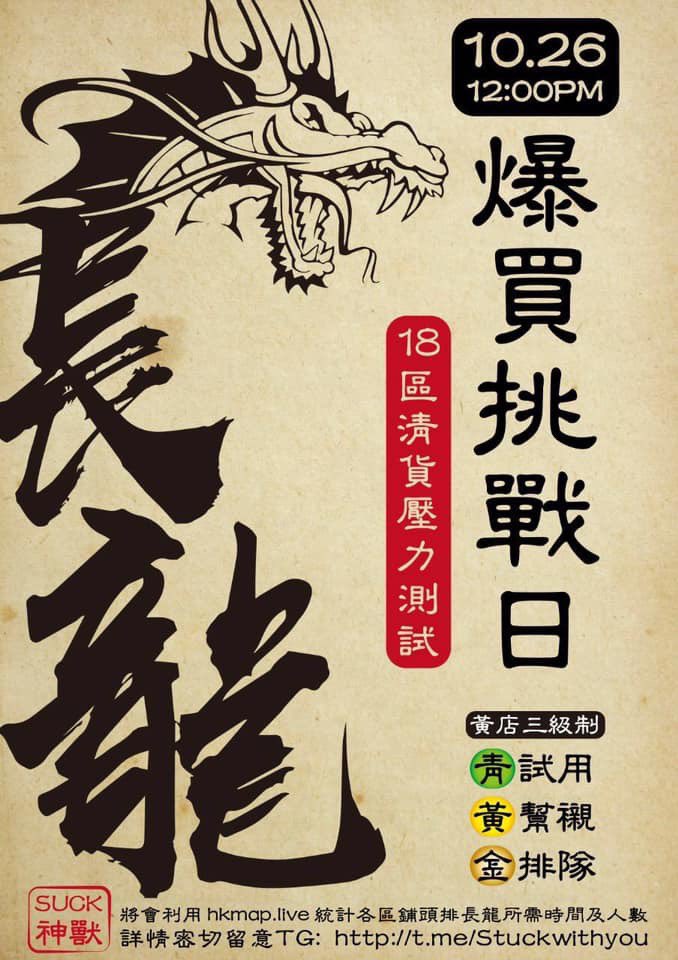 10.26
12:00PM
爆買挑戰日
18區清貨壓力測試
長龍
黃店三級制
青試用
黃幫襯
金排隊
SUCK
神獸
將會利用 hkmap.live 統計各區鋪頭排長龍所需時間及人數
詳情密切留意TG: http://t.me/Stuckwithyou